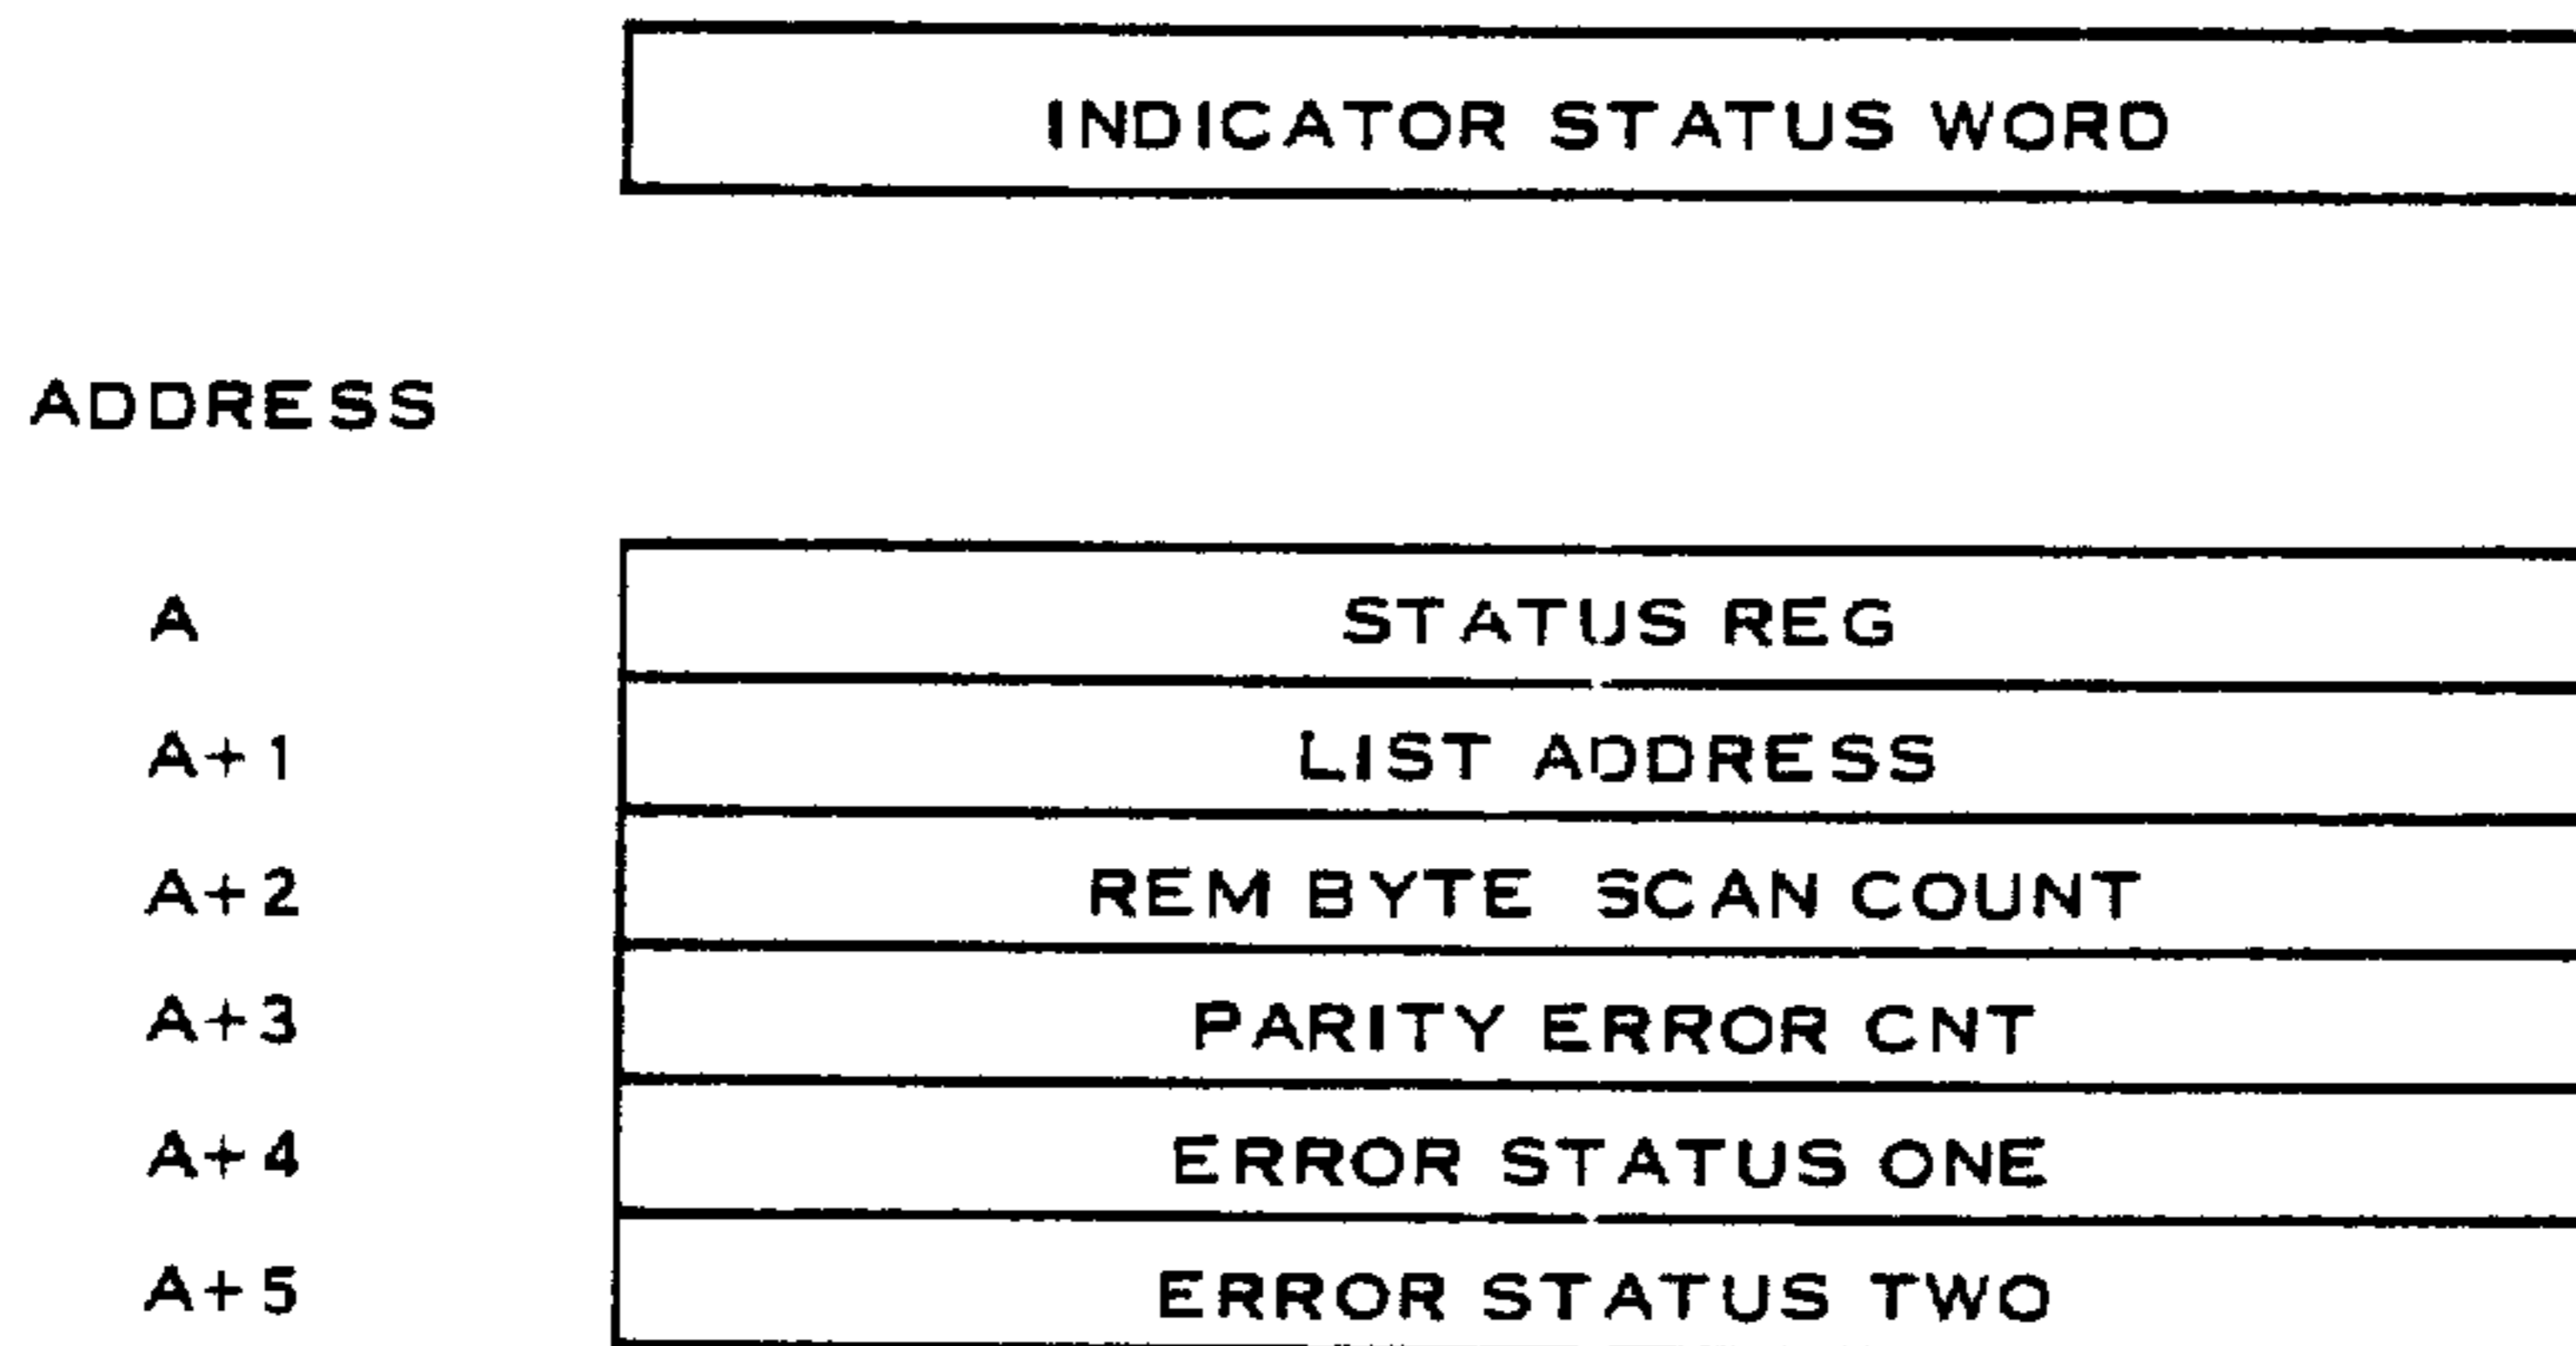 INDICATOR STATUS WORD
ADDRESS
A STATUS REG
A+1 LIST ADDRESS
A+2 REM BYTE SCAN COUNT
A+3 PARITY ERROR CNT
A+4 ERROR STATUS ONE
A+5 ERROR STATUS TWO